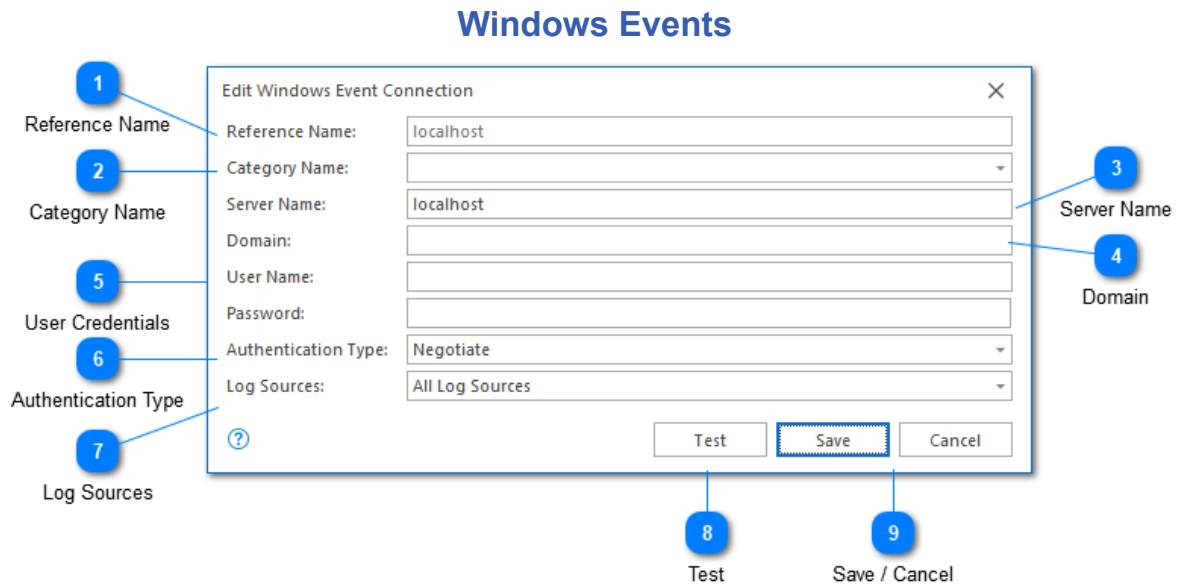 Windows Events
1
Reference Name
2
Category Name
5
User Credentials
6
Authentication Type
7
Log Sources
Edit Windows Event Connection
Reference Name: localhost
Category Name:
Server Name: localhost
Domain:
User Name:
Password:
Authentication Type: Negotiate
Log Sources: All Log Sources
?
Test Save Cancel
3
Server Name
4
Domain
8
Test
9
Save / Cancel